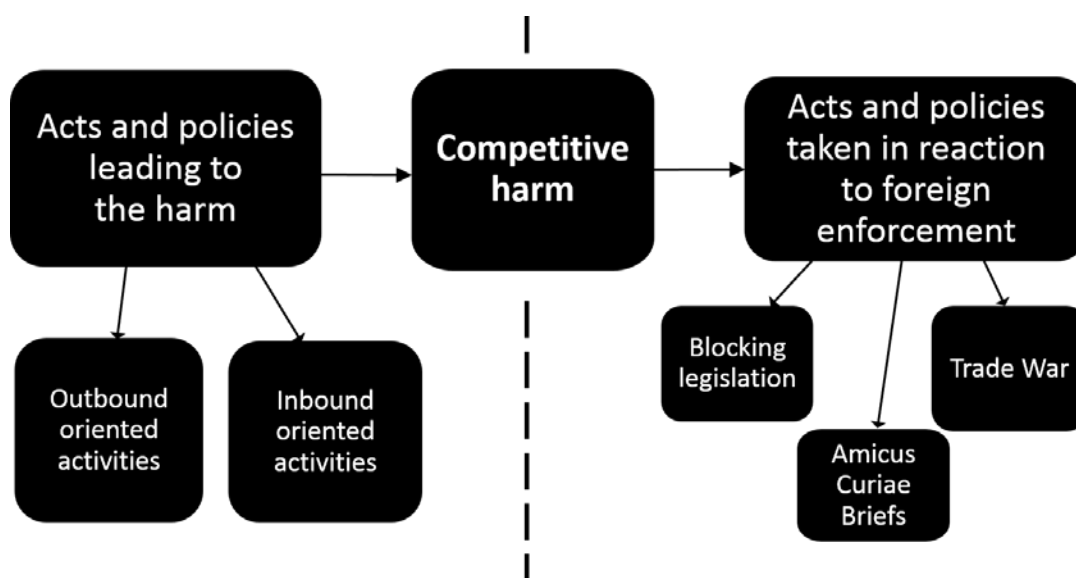 Acts and policies
leading to
the harm
Competitive
harm
Acts and policies
taken in reaction
to foreign
enforcement
Outbound
oriented
activities
Inbound
oriented
activities
Blocking
legislation
Amicus
Curiae
Briefs
Trade War